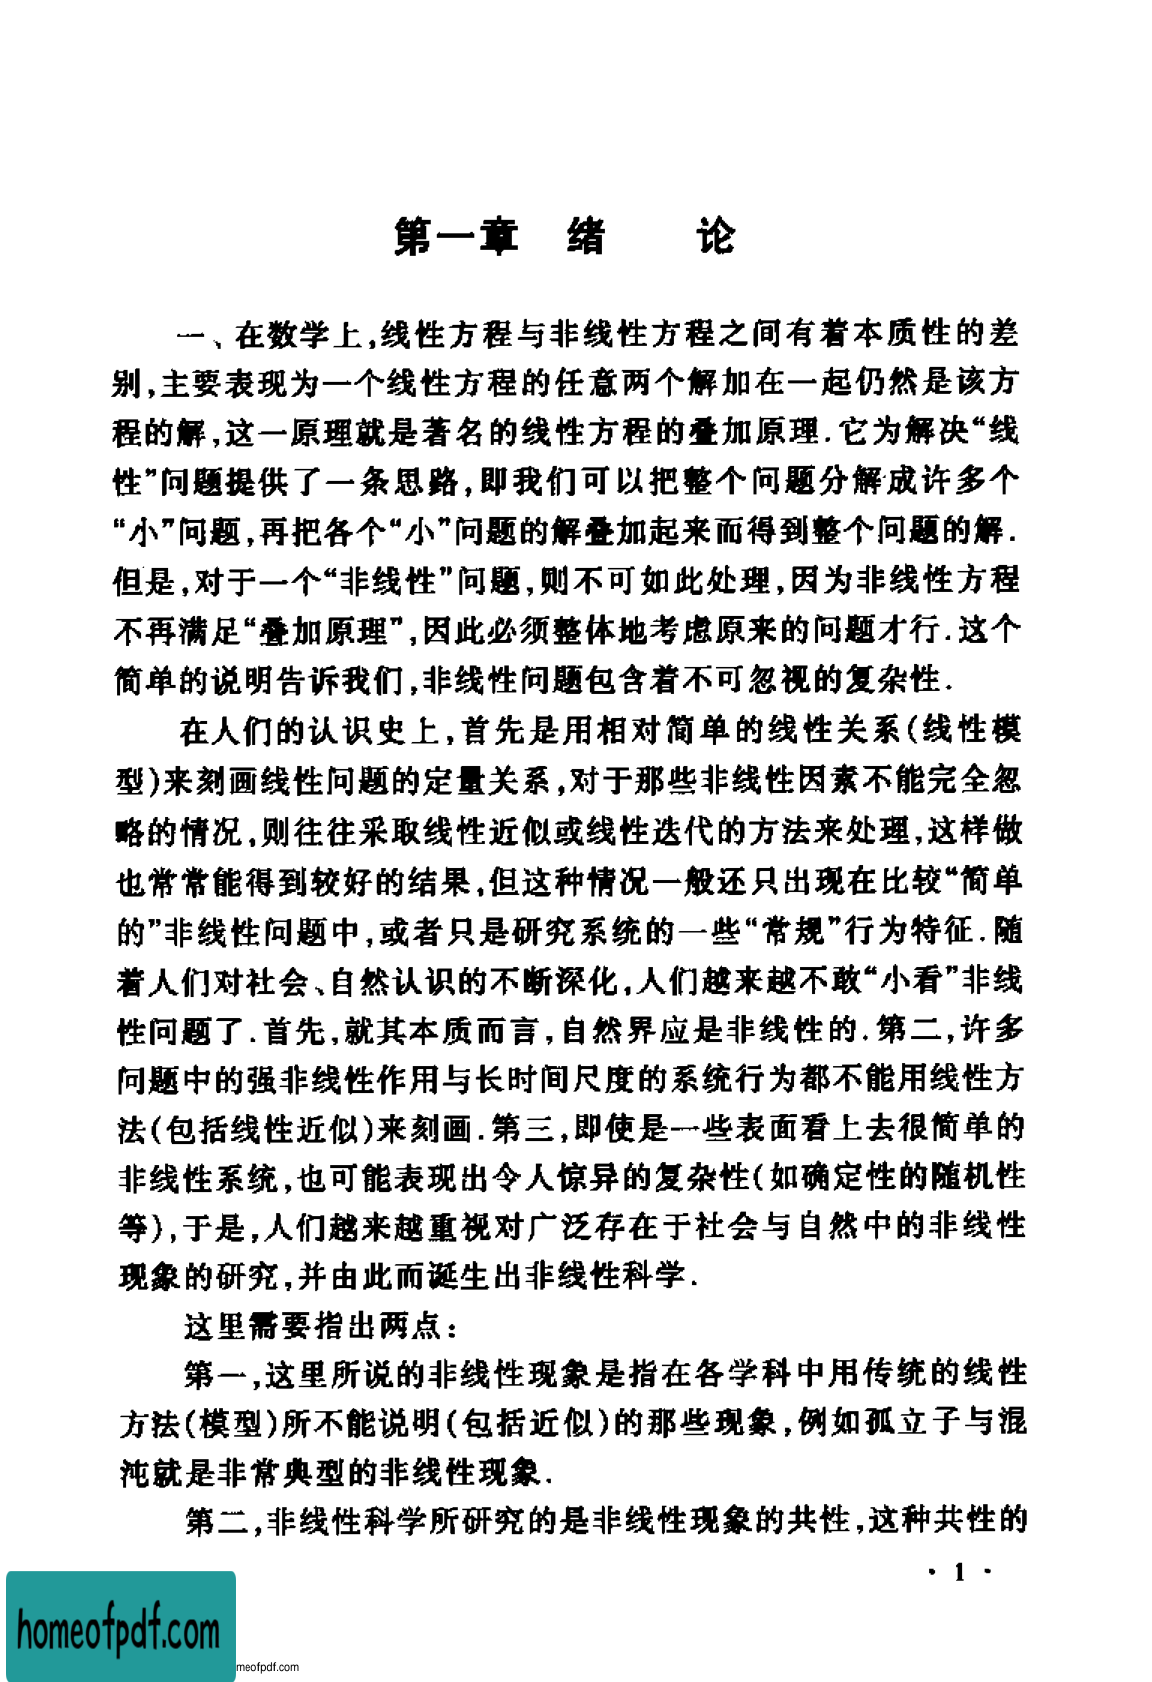 第一章　绪　　论
一、在数学上,线性方程与非线性方程之间有着本质性的差
别,主要表现为一个线性方程的任意两个解加在一起仍然是该方
程的解,这一原理就是著名的线性方程的叠加原理.它为解决“线
性”问题提供了一条思路,即我们可以把整个问题分解成许多个
“小”问题,再把各个“小”问题的解叠加起来而得到整个问题的解.
但是,对于一个“非线性”问题,则不可如此处理,因为非线性方程
不再满足“叠加原理”,因此必须整体地考虑原来的问题才行.这个
简单的说明告诉我们,非线性问题包含着不可忽视的复杂性.
在人们的认识史上,首先是用相对简单的线性关系(线性模
型)来刻画线性问题的定量关系,对于那些非线性因素不能完全忽
略的情况,则往往采取线性近似或线性迭代的方法来处理,这样做
也常常能得到较好的结果,但这种情况一般还只出现在比较“简单
的”非线性问题中,或者只是研究系统的一些“常规”行为特征.随
着人们对社会、自然认识的不断深化,人们越来越不敢“小看”非线
性问题了.首先,就其本质而言,自然界应是非线性的.第二,许多
问题中的强非线性作用与长时间尺度的系统行为都不能用线性方
法(包括线性近似)来刻画.第三,即使是一些表面看上去很简单的
非线性系统,也可能表现出令人惊异的复杂性(如确定性的随机性
等),于是,人们越来越重视对广泛存在于社会与自然中的非线性
现象的研究,并由此而诞生出非线性科学.
这里需要指出两点:
第一,这里所说的非线性现象是指在各学科中用传统的线性
方法(模型)所不能说明(包括近似)的那些现象,例如孤立子与混
沌就是非常典型的非线性现象.
第二,非线性科学所研究的是非线性现象的共性,这种共性的
· 1 ·
homeofpdf.com
meofpdf.com